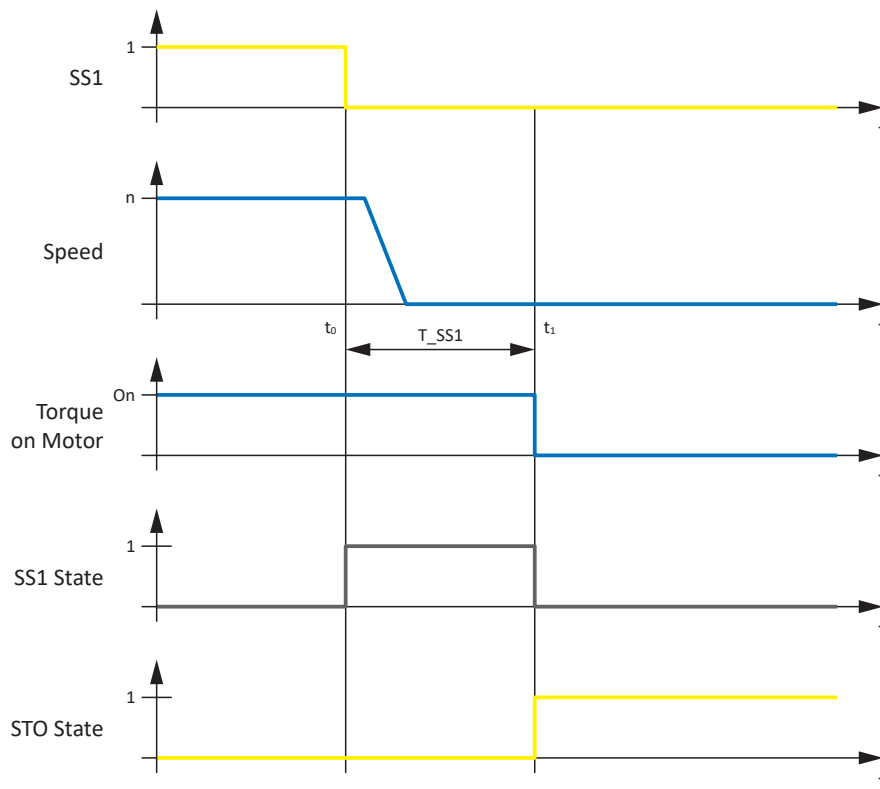 1
SS1
n
Speed
t₀
T_SS1
t₁
On
Torque
on Motor
1
SS1 State
1
STO State